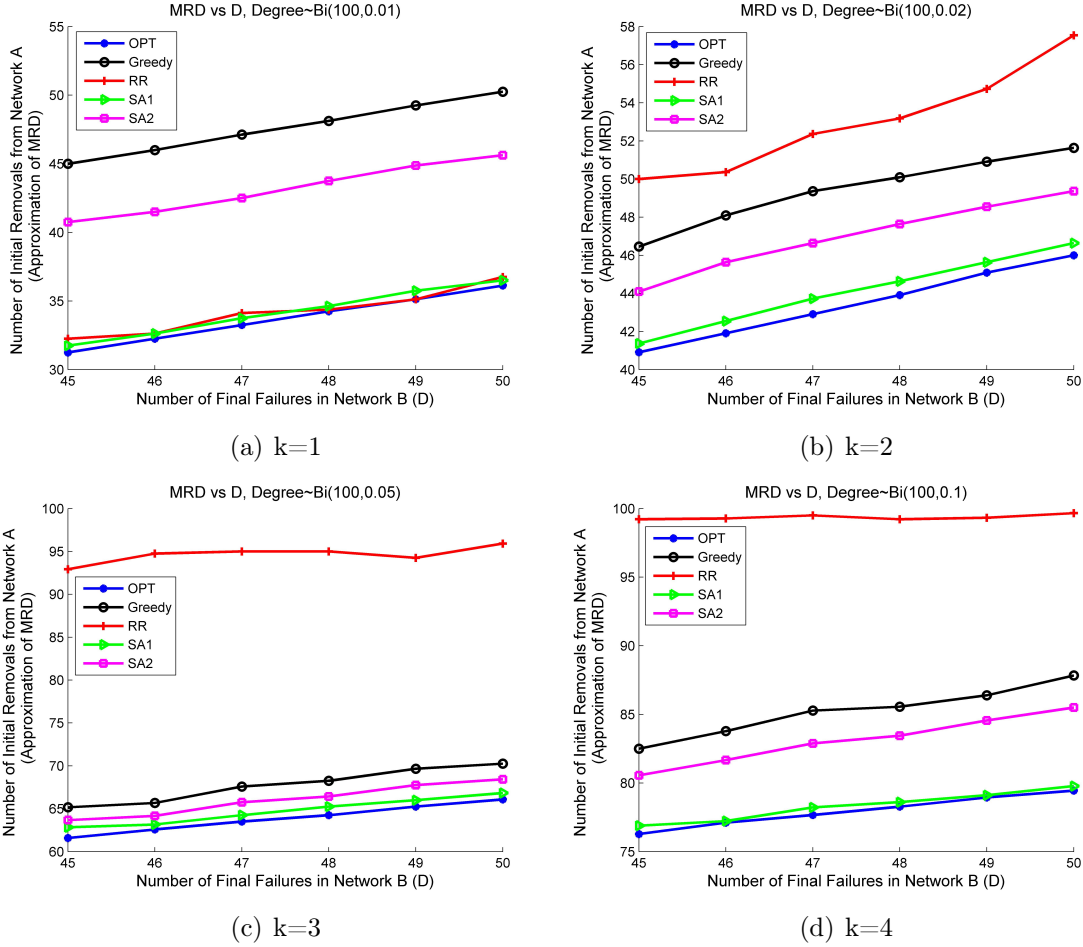 MRD vs D, Degree~Bi(100,0.01)
Number of Initial Removals from Network A
(Approximation of MRD)
55
50
45
40
35
30
OPT
Greedy
RR
SA1
SA2
45 46 47 48 49 50
Number of Final Failures in Network B (D)
(a) k=1
MRD vs D, Degree~Bi(100,0.02)
Number of Initial Removals from Network A
(Approximation of MRD)
58
56
54
52
50
48
46
44
42
40
OPT
Greedy
RR
SA1
SA2
45 46 47 48 49 50
Number of Final Failures in Network B (D)
(b) k=2
MRD vs D, Degree~Bi(100,0.05)
Number of Initial Removals from Network A
(Approximation of MRD)
100
95
90
85
80
75
70
65
60
OPT
Greedy
RR
SA1
SA2
45 46 47 48 49 50
Number of Final Failures in Network B (D)
(c) k=3
MRD vs D, Degree~Bi(100,0.1)
Number of Initial Removals from Network A
(Approximation of MRD)
100
95
90
85
80
75
OPT
Greedy
RR
SA1
SA2
45 46 47 48 49 50
Number of Final Failures in Network B (D)
(d) k=4